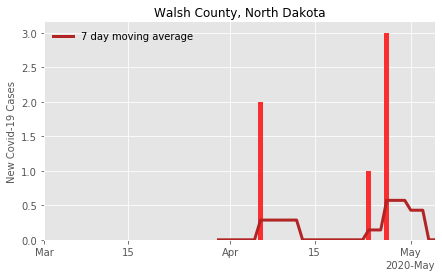 Walsh County, North Dakota
7 day moving average
New Covid-19 Cases
3.0
2.5
2.0
1.5
1.0
0.5
0.0
Mar 15 Apr 15 May
2020-May